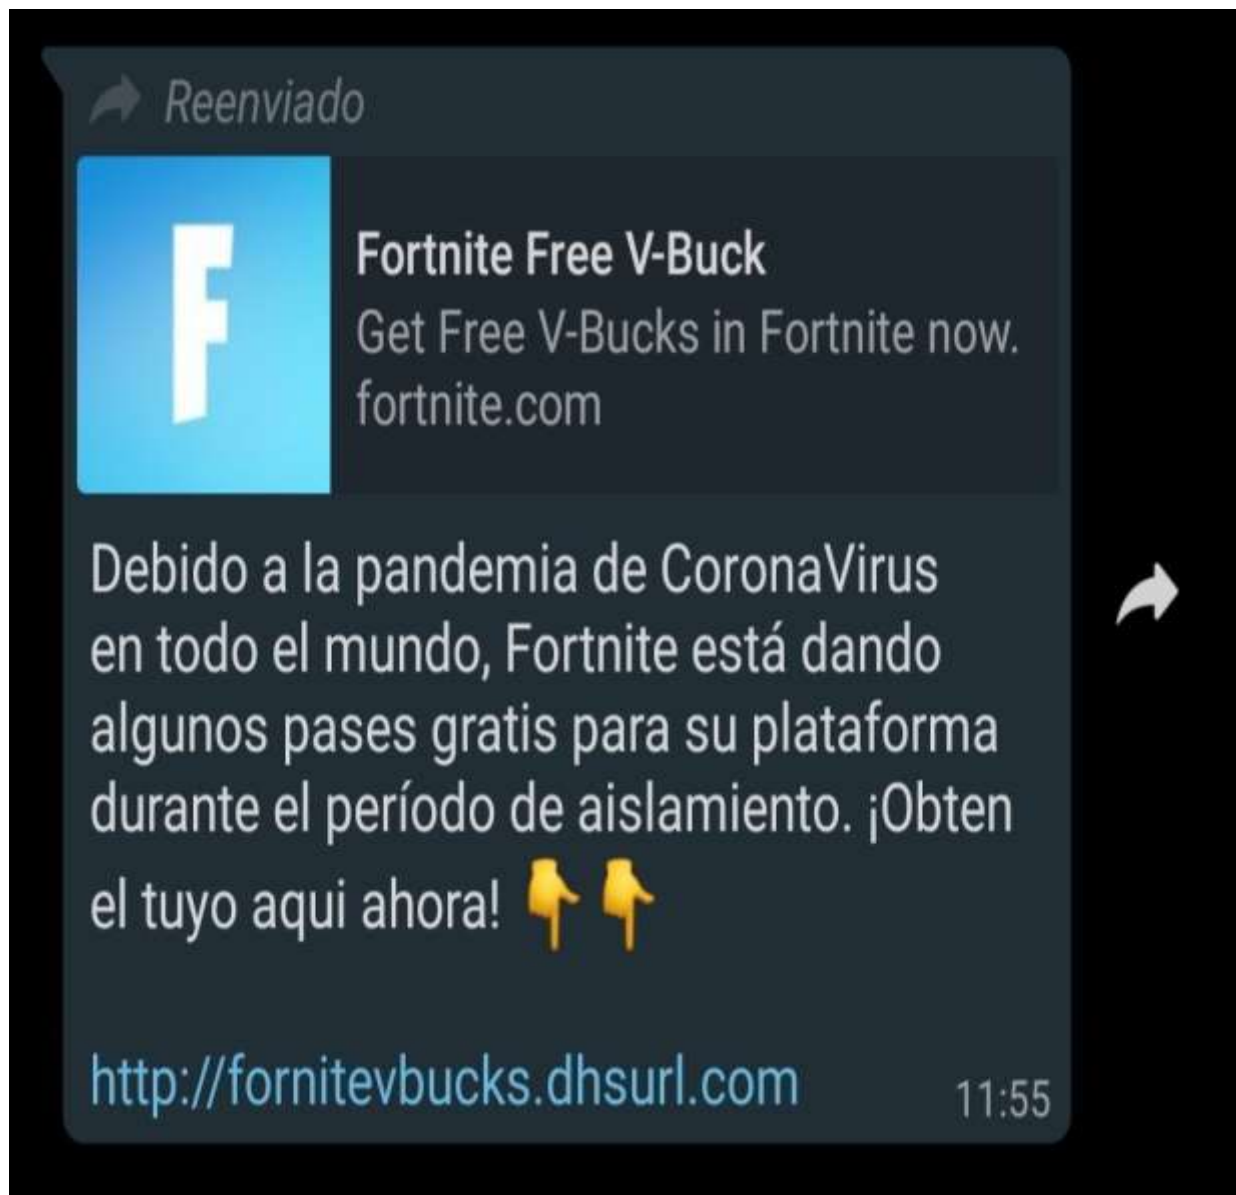 Reenviado
F
Fortnite Free V-Buck
Get Free V-Bucks in Fortnite now.
fortnite.com
Debido a la pandemia de CoronaVirus
en todo el mundo, Fortnite está dando
algunos pases gratis para su plataforma
durante el período de aislamiento. ¡Obten
el tuyo aqui ahora! 👇👇
http://fornitevbucks.dhsurl.com
11:55